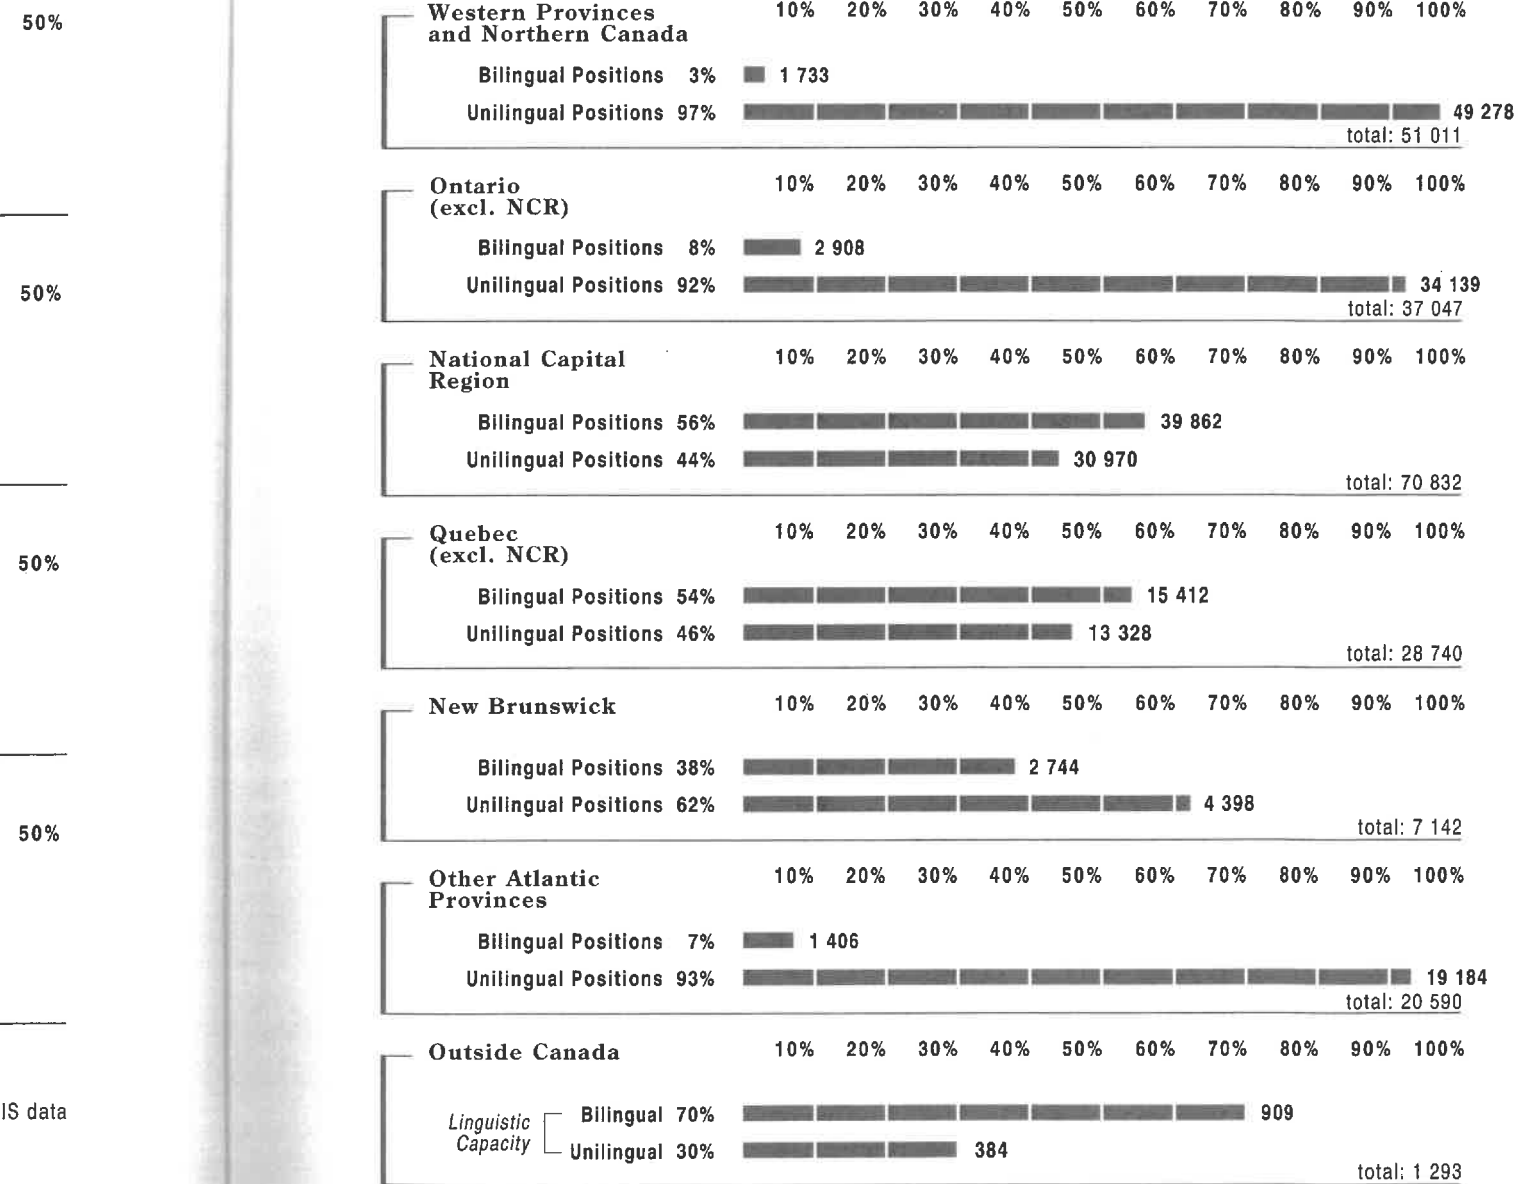 50%
50%
50%
50%
IS data
Western Provinces 10% 20% 30% 40% 50% 60% 70% 80% 90% 100%
and Northern Canada
Bilingual Positions 3% 1 733
Unilingual Positions 97% 49 278
total: 51 011
Ontario 10% 20% 30% 40% 50% 60% 70% 80% 90% 100%
(excl. NCR)
Bilingual Positions 8% 2 908
Unilingual Positions 92% 34 139
total: 37 047
National Capital 10% 20% 30% 40% 50% 60% 70% 80% 90% 100%
Region
Bilingual Positions 56% 39 862
Unilingual Positions 44% 30 970
total: 70 832
Quebec 10% 20% 30% 40% 50% 60% 70% 80% 90% 100%
(excl. NCR)
Bilingual Positions 54% 15 412
Unilingual Positions 46% 13 328
total: 28 740
New Brunswick 10% 20% 30% 40% 50% 60% 70% 80% 90% 100%
Bilingual Positions 38% 2 744
Unilingual Positions 62% 4 398
total: 7 142
Other Atlantic 10% 20% 30% 40% 50% 60% 70% 80% 90% 100%
Provinces
Bilingual Positions 7% 1 406
Unilingual Positions 93% 19 184
total: 20 590
Outside Canada 10% 20% 30% 40% 50% 60% 70% 80% 90% 100%
Linguistic Capacity
Bilingual 70% 909
Unilingual 30% 384
total: 1 293